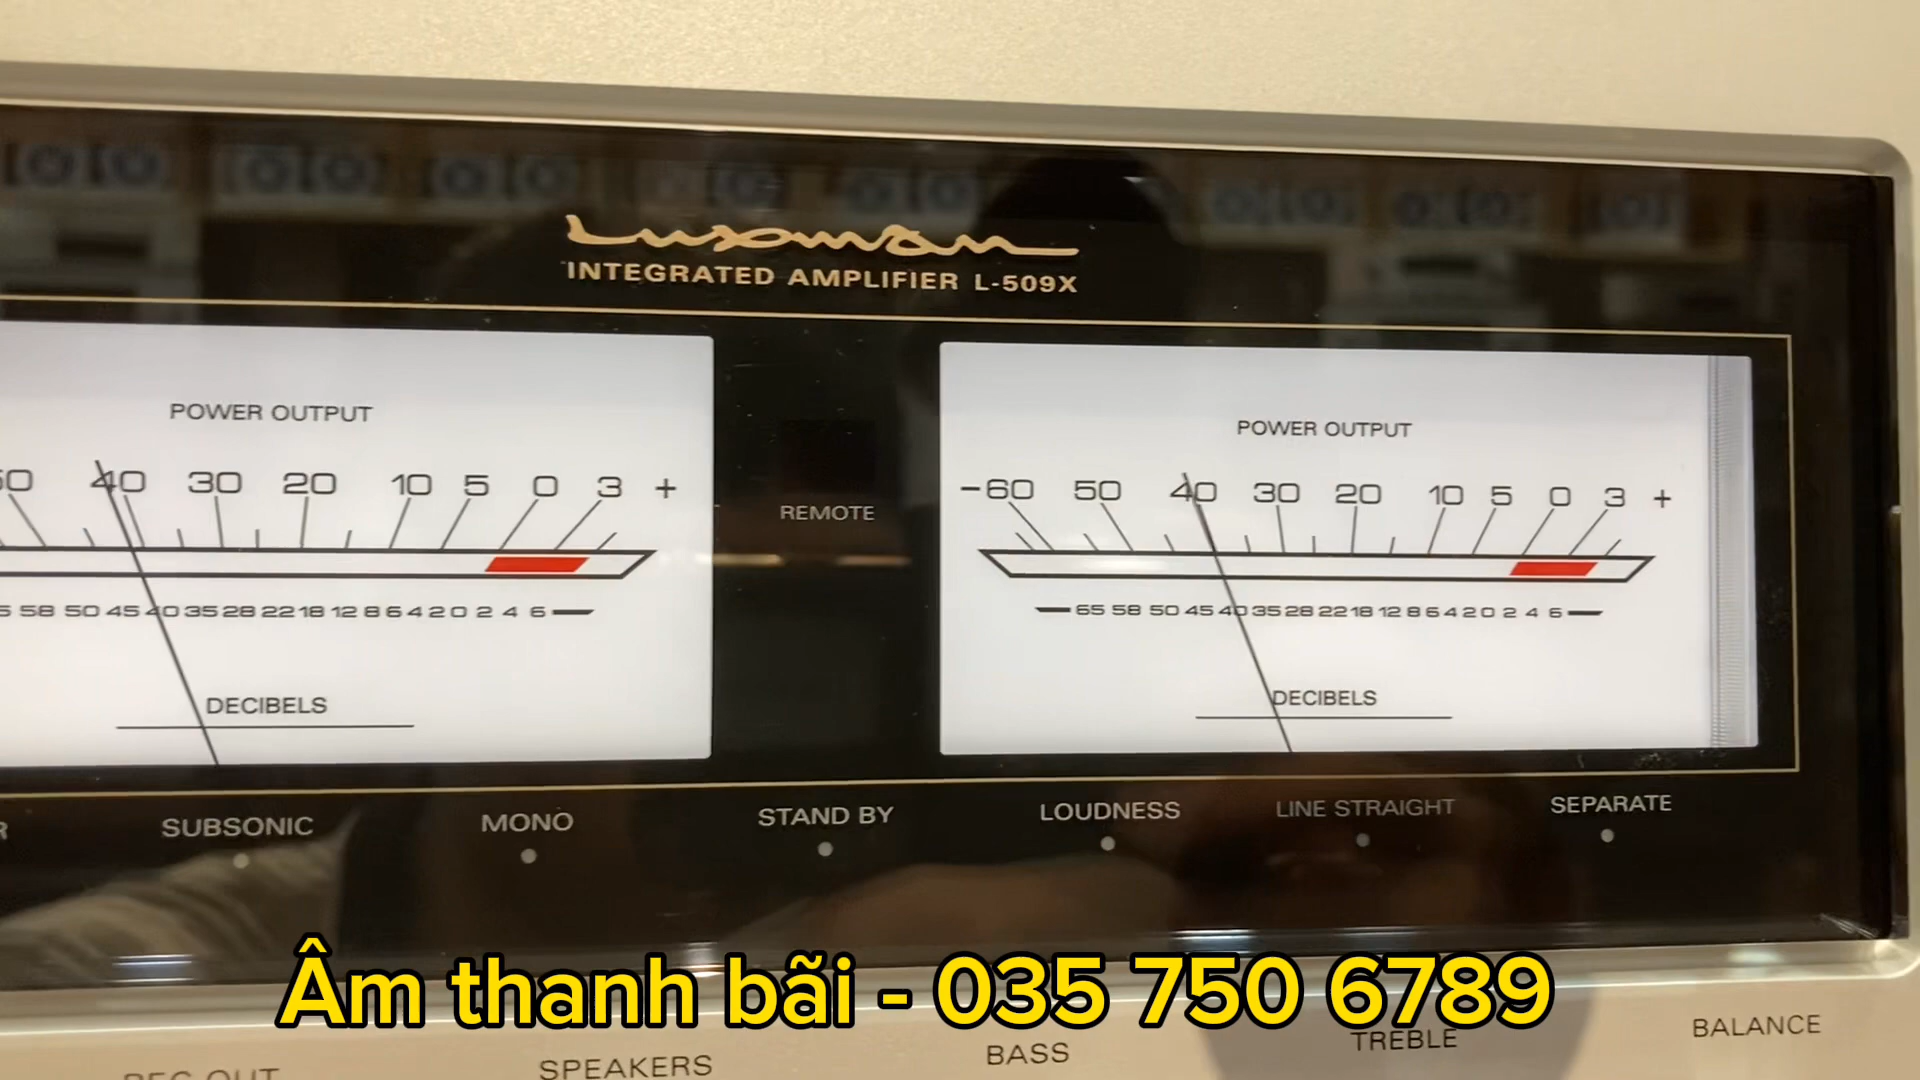 Luxman
INTEGRATED AMPLIFIER L-509X
POWER OUTPUT
40 30 20 10 5 0 3 +
58 50 45 40 35 28 22 18 12 8 6 4 2 0 2 4 6
DECIBELS
REMOTE
POWER OUTPUT
-60 50 40 30 20 10 5 0 3 +
65 58 50 45 40 35 28 22 18 12 8 6 4 2 0 2 4 6
DECIBELS
SUBSONIC MONO STAND BY LOUDNESS LINE STRAIGHT SEPARATE
Âm thanh bãi - 035 750 6789
REC OUT SPEAKERS BASS TREBLE BALANCE